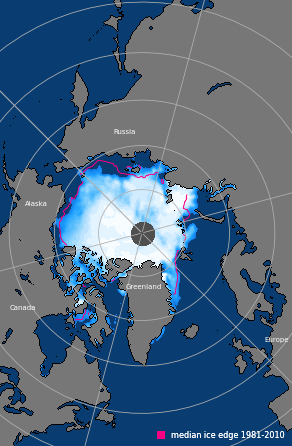 Russia
Alaska
Greenland
Canada
Europe
median ice edge 1981-2010